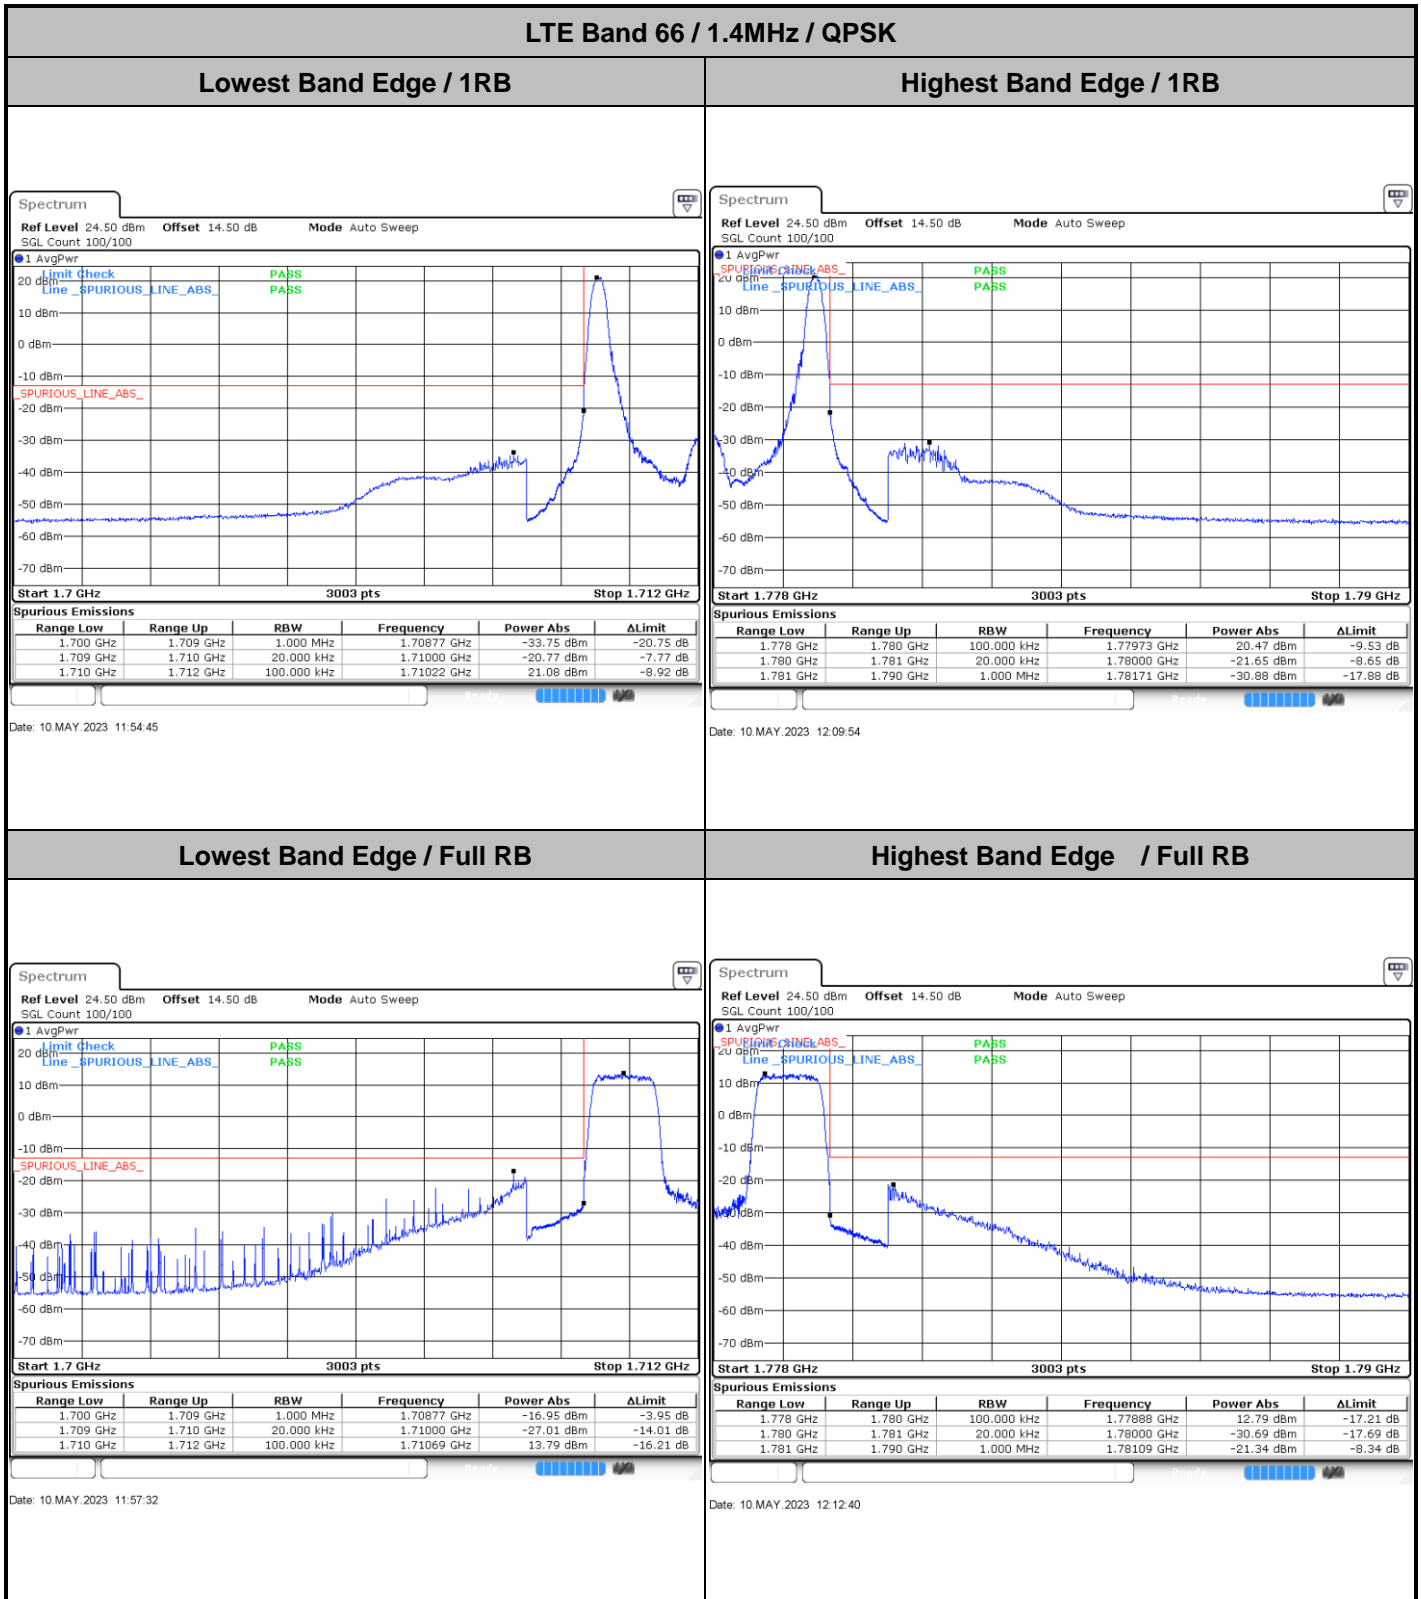 LTE Band 66 / 1.4MHz / QPSK
Lowest Band Edge / 1RB
Highest Band Edge / 1RB
Spectrum
Ref Level 24.50 dBm Offset 14.50 dB Mode Auto Sweep
SGL Count 100/100
1 AvgPwr
Limit Check PASS
20 dBm
Line _SPURIOUS_LINE_ABS_ PASS
10 dBm
0 dBm
-10 dBm
_SPURIOUS_LINE_ABS_
-20 dBm
-30 dBm
-40 dBm
-50 dBm
-60 dBm
-70 dBm
Start 1.7 GHz 3003 pts Stop 1.712 GHz
Spurious Emissions
Range Low Range Up RBW Frequency Power Abs ΔLimit
1.700 GHz 1.709 GHz 1.000 MHz 1.70877 GHz -33.75 dBm -20.75 dB
1.709 GHz 1.710 GHz 20.000 kHz 1.71000 GHz -20.77 dBm -7.77 dB
1.710 GHz 1.712 GHz 100.000 kHz 1.71022 GHz 21.08 dBm -8.92 dB
Ready
Date: 10.MAY.2023 11:54:45
Spectrum
Ref Level 24.50 dBm Offset 14.50 dB Mode Auto Sweep
SGL Count 100/100
1 AvgPwr
_SPURIOUS_LINE_ABS_
Limit Check PASS
20 dBm
Line _SPURIOUS_LINE_ABS_ PASS
10 dBm
0 dBm
-10 dBm
-20 dBm
-30 dBm
-40 dBm
-50 dBm
-60 dBm
-70 dBm
Start 1.778 GHz 3003 pts Stop 1.79 GHz
Spurious Emissions
Range Low Range Up RBW Frequency Power Abs ΔLimit
1.778 GHz 1.780 GHz 100.000 kHz 1.77973 GHz 20.47 dBm -9.53 dB
1.780 GHz 1.781 GHz 20.000 kHz 1.78000 GHz -21.65 dBm -8.65 dB
1.781 GHz 1.790 GHz 1.000 MHz 1.78171 GHz -30.88 dBm -17.88 dB
Ready
Date: 10.MAY.2023 12:09:54
Lowest Band Edge / Full RB
Highest Band Edge / Full RB
Spectrum
Ref Level 24.50 dBm Offset 14.50 dB Mode Auto Sweep
SGL Count 100/100
1 AvgPwr
Limit Check PASS
20 dBm
Line _SPURIOUS_LINE_ABS_ PASS
10 dBm
0 dBm
-10 dBm
_SPURIOUS_LINE_ABS_
-20 dBm
-30 dBm
-40 dBm
-50 dBm
-60 dBm
-70 dBm
Start 1.7 GHz 3003 pts Stop 1.712 GHz
Spurious Emissions
Range Low Range Up RBW Frequency Power Abs ΔLimit
1.700 GHz 1.709 GHz 1.000 MHz 1.70877 GHz -16.95 dBm -3.95 dB
1.709 GHz 1.710 GHz 20.000 kHz 1.71000 GHz -27.01 dBm -14.01 dB
1.710 GHz 1.712 GHz 100.000 kHz 1.71069 GHz 13.79 dBm -16.21 dB
Ready
Date: 10.MAY.2023 11:57:32
Spectrum
Ref Level 24.50 dBm Offset 14.50 dB Mode Auto Sweep
SGL Count 100/100
1 AvgPwr
_SPURIOUS_LINE_ABS_
Limit Check PASS
20 dBm
Line _SPURIOUS_LINE_ABS_ PASS
10 dBm
0 dBm
-10 dBm
-20 dBm
-30 dBm
-40 dBm
-50 dBm
-60 dBm
-70 dBm
Start 1.778 GHz 3003 pts Stop 1.79 GHz
Spurious Emissions
Range Low Range Up RBW Frequency Power Abs ΔLimit
1.778 GHz 1.780 GHz 100.000 kHz 1.77888 GHz 12.79 dBm -17.21 dB
1.780 GHz 1.781 GHz 20.000 kHz 1.78000 GHz -30.69 dBm -17.69 dB
1.781 GHz 1.790 GHz 1.000 MHz 1.78109 GHz -21.34 dBm -8.34 dB
Ready
Date: 10.MAY.2023 12:12:40